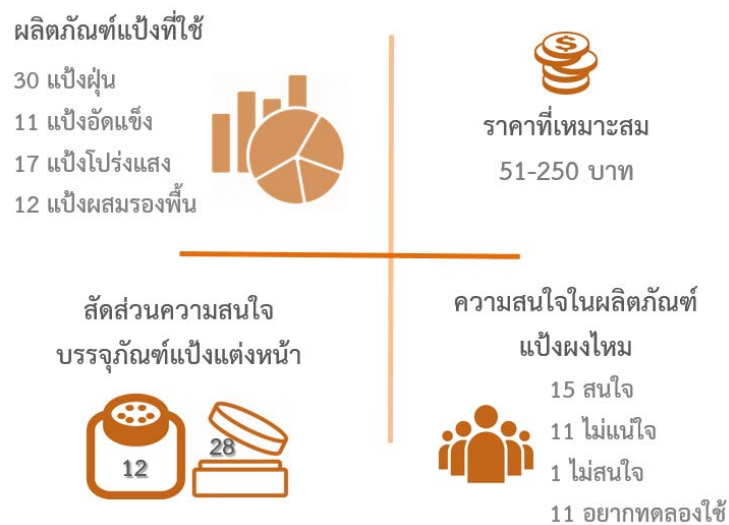 ผลิตภัณฑ์แป้งที่ใช้
30 แป้งฝุ่น
11 แป้งอัดแข็ง
17 แป้งโปร่งแสง
12 แป้งผสมรองพื้น
$
ราคาที่เหมาะสม
51-250 บาท
สัดส่วนความสนใจ
บรรจุภัณฑ์แป้งแต่งหน้า
12
28
ความสนใจในผลิตภัณฑ์
แป้งผงไหม
15 สนใจ
11 ไม่แน่ใจ
1 ไม่สนใจ
11 อยากทดลองใช้